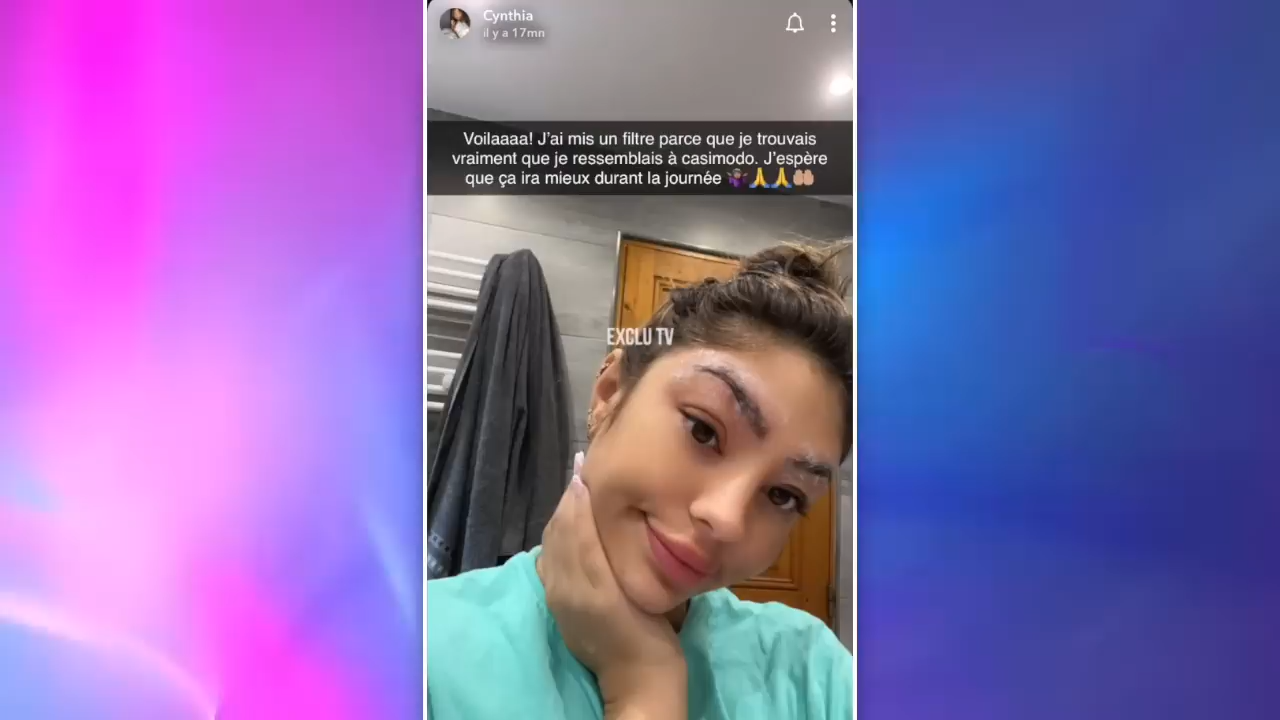 Cynthia
il y a 17mn
Voilaaaa! J'ai mis un filtre parce que je trouvais
vraiment que je ressemblais à casimodo. J'espère
que ça ira mieux durant la journée 🤷🏽‍♀️🙏🙏🤲🏼
EXCLU TV